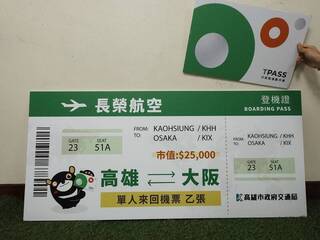 TPASS
長榮航空
登機證
BOARDING PASS
FROM: KAOHSIUNG / KHH
TO: OSAKA / KIX
GATE
23
SEAT
51A
市值:$25,000
高雄
大阪
單人來回機票 乙張
KAOHSIUNG / KHH
OSAKA / KIX
GATE
23
SEAT
51A
高雄市政府交通局